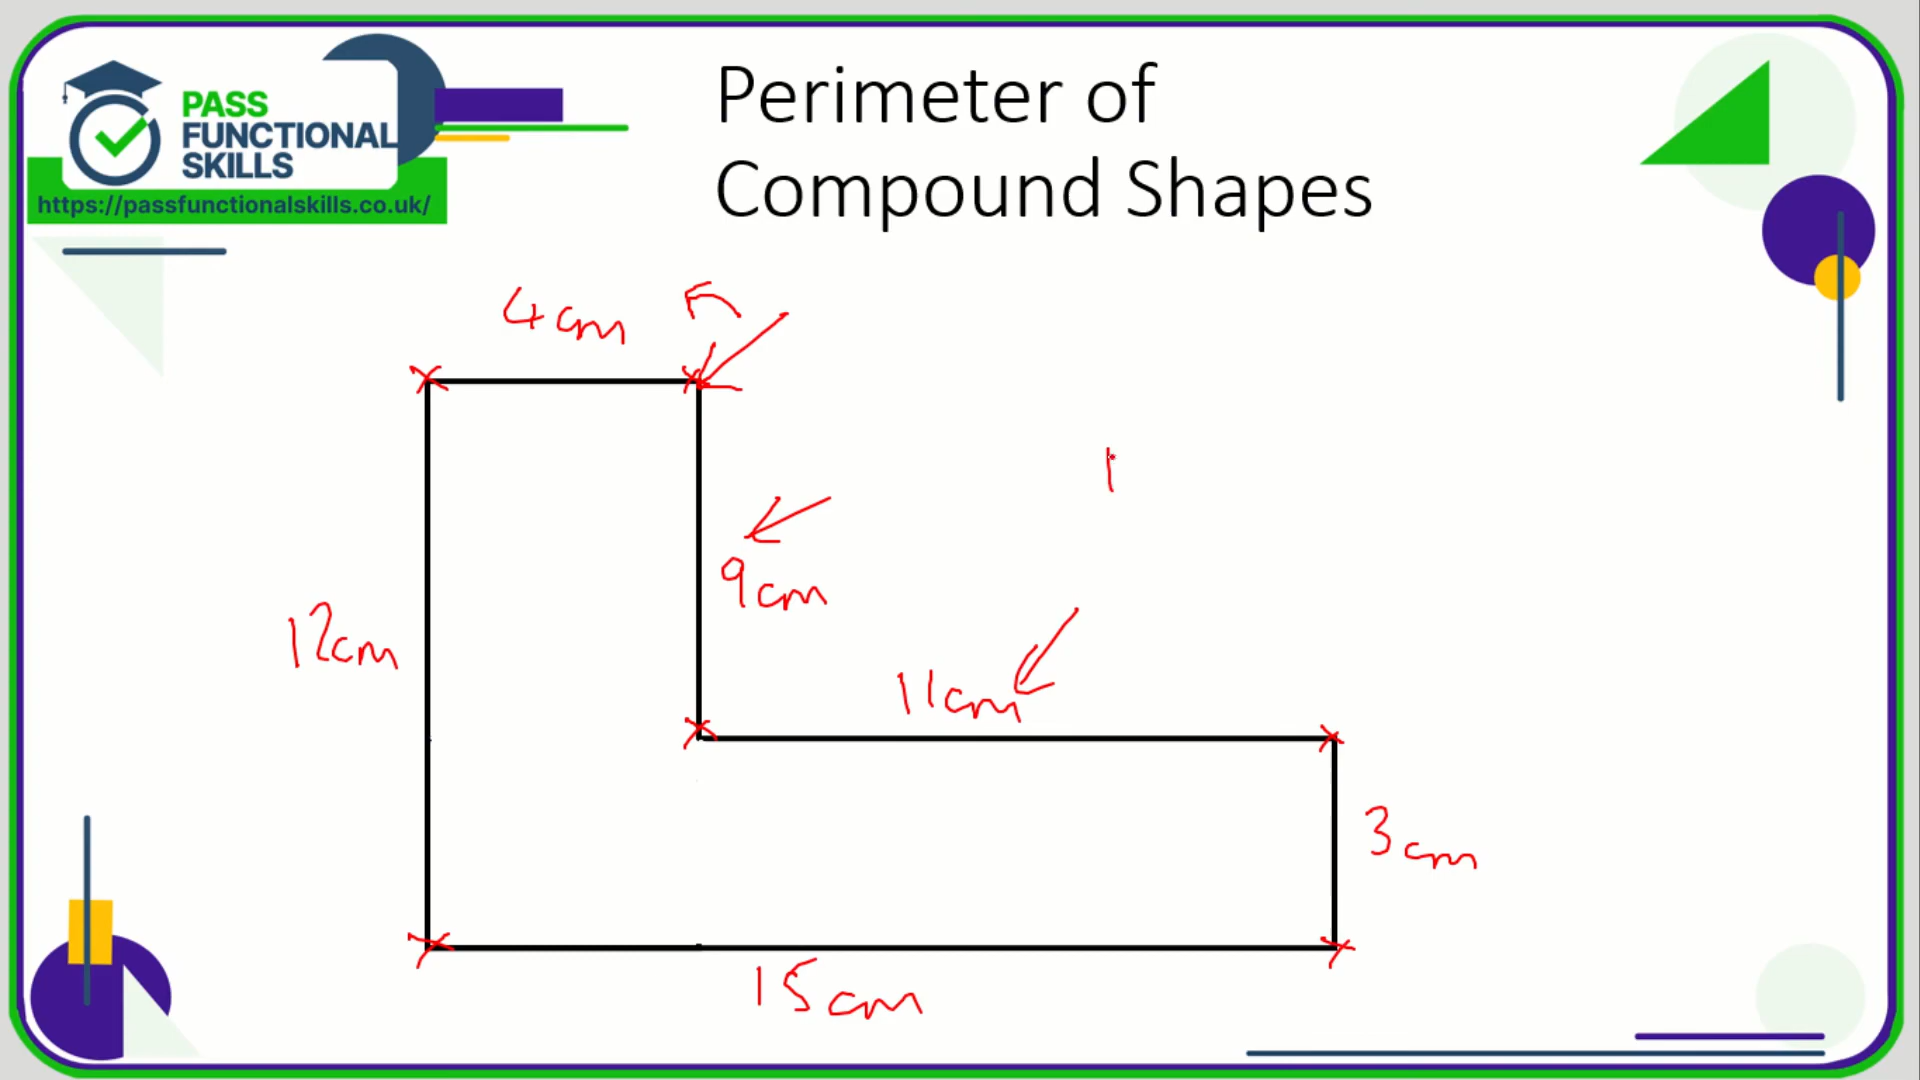 PASS
FUNCTIONAL
SKILLS
https://passfunctionalskills.co.uk/
Perimeter of
Compound Shapes
4cm
9cm
12cm
11cm
3cm
15cm